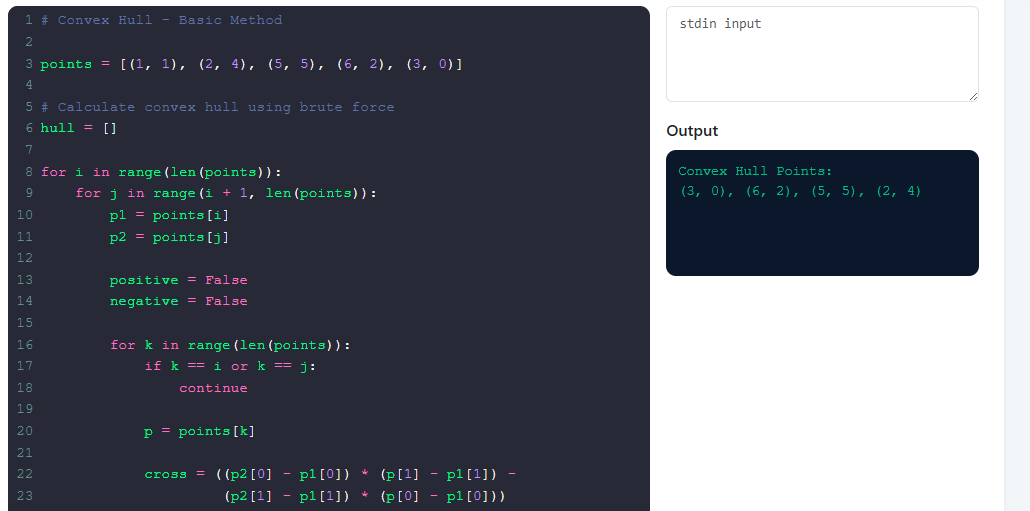 1 # Convex Hull - Basic Method
2
3 points = [(1, 1), (2, 4), (5, 5), (6, 2), (3, 0)]
4
5 # Calculate convex hull using brute force
6 hull = []
7
8 for i in range(len(points)):
9     for j in range(i + 1, len(points)):
10         p1 = points[i]
11         p2 = points[j]
12
13         positive = False
14         negative = False
15
16         for k in range(len(points)):
17             if k == i or k == j:
18                 continue
19
20             p = points[k]
21
22             cross = ((p2[0] - p1[0]) * (p[1] - p1[1]) -
23                      (p2[1] - p1[1]) * (p[0] - p1[0]))
stdin input
Output
Convex Hull Points:
(3, 0), (6, 2), (5, 5), (2, 4)